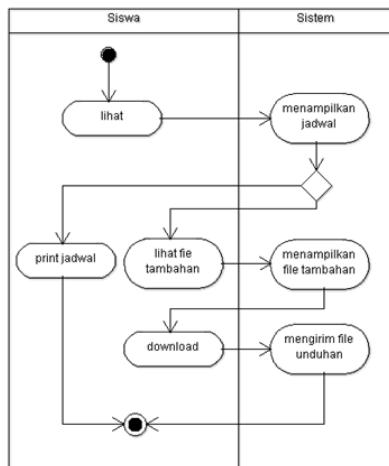 Siswa
Sistem
lihat
menampilkan
jadwal
print jadwal
lihat fie
tambahan
menampilkan
file tambahan
download
mengirim file
unduhan